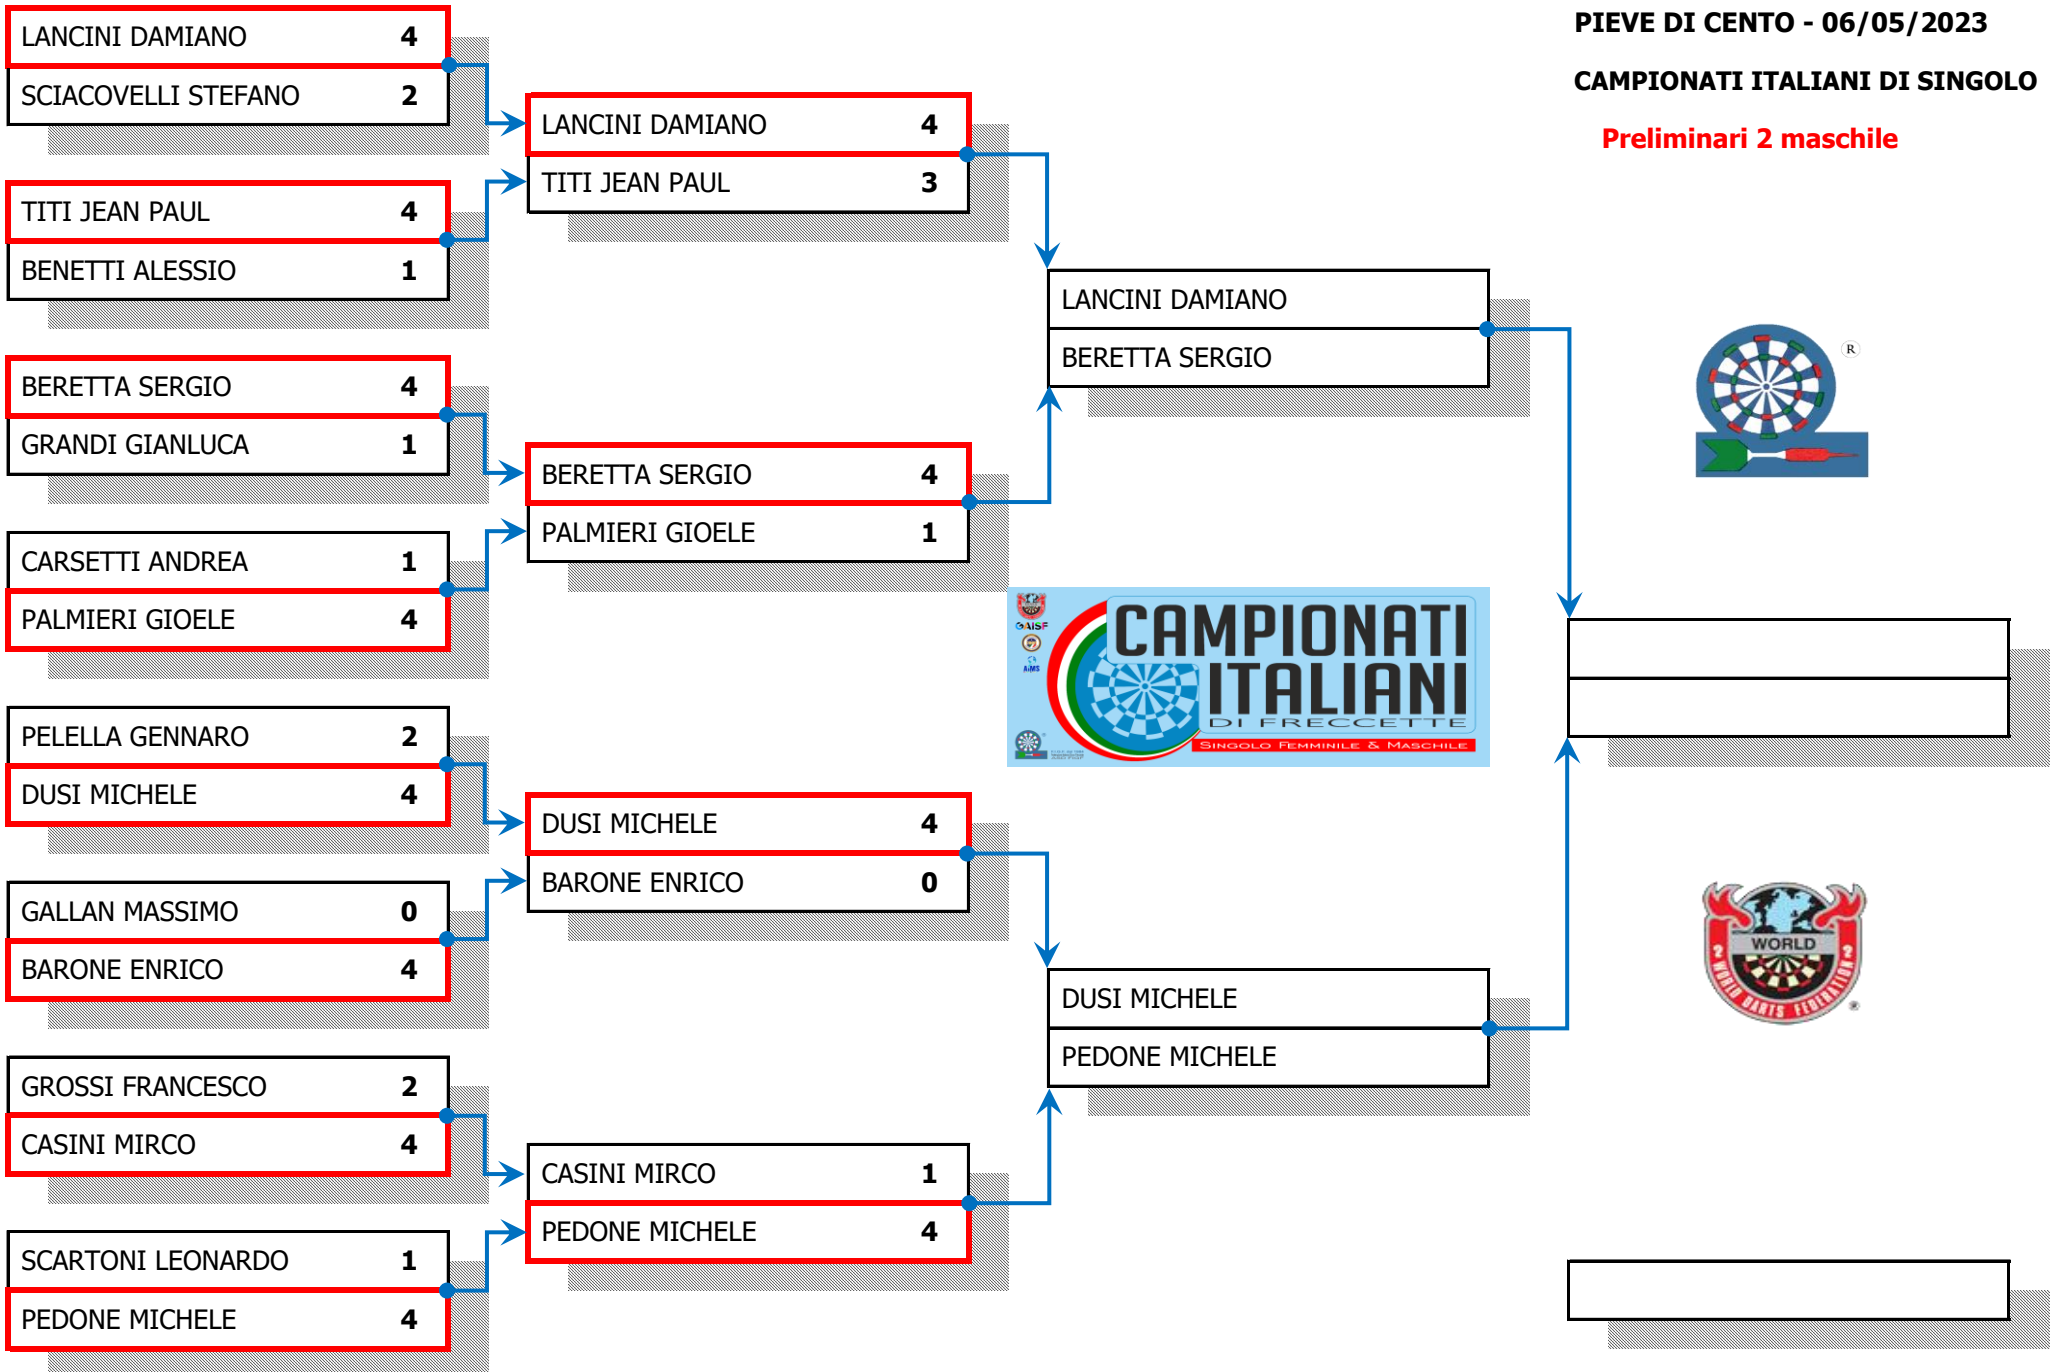 PIEVE DI CENTO - 06/05/2023
CAMPIONATI ITALIANI DI SINGOLO
Preliminari 2 maschile
LANCINI DAMIANO 4
SCIACOVELLI STEFANO 2
TITI JEAN PAUL 4
BENETTI ALESSIO 1
BERETTA SERGIO 4
GRANDI GIANLUCA 1
CARSETTI ANDREA 1
PALMIERI GIOELE 4
PELELLA GENNARO 2
DUSI MICHELE 4
GALLAN MASSIMO 0
BARONE ENRICO 4
GROSSI FRANCESCO 2
CASINI MIRCO 4
SCARTONI LEONARDO 1
PEDONE MICHELE 4
LANCINI DAMIANO 4
TITI JEAN PAUL 3
BERETTA SERGIO 4
PALMIERI GIOELE 1
DUSI MICHELE 4
BARONE ENRICO 0
CASINI MIRCO 1
PEDONE MICHELE 4
LANCINI DAMIANO
BERETTA SERGIO
DUSI MICHELE
PEDONE MICHELE
GAISF
AIMS
CAMPIONATI
ITALIANI
DI FRECCETTE
SINGOLO FEMMINILE & MASCHILE
®
WORLD
WORLD DARTS FEDERATION
®